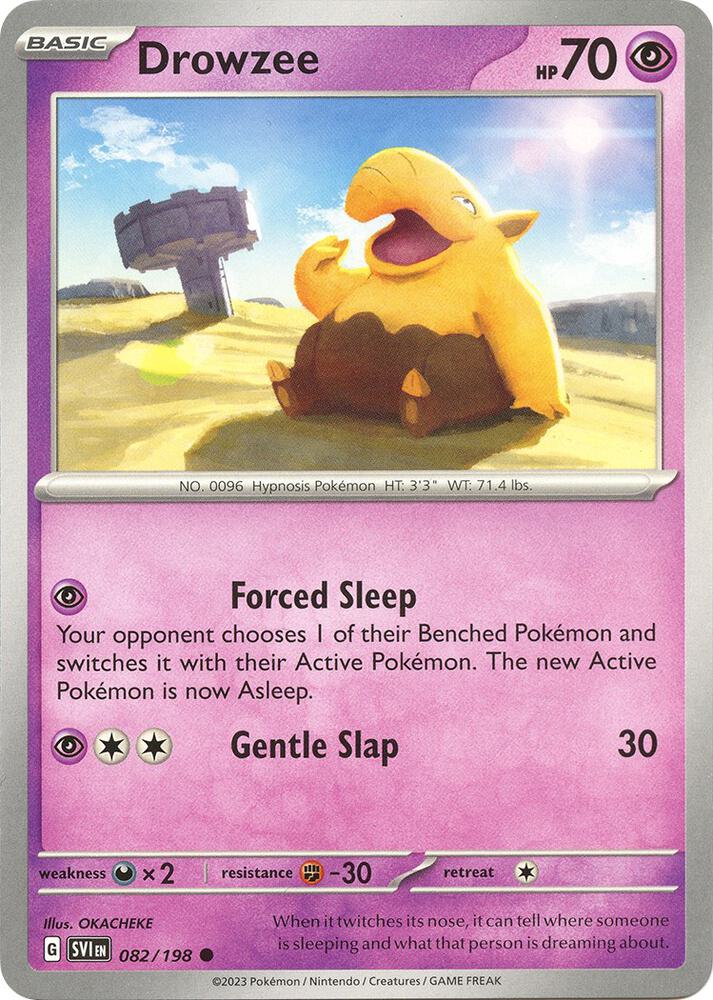 BASIC
Drowzee
HP 70
NO. 0096 Hypnosis Pokémon HT: 3'3" WT: 71.4 lbs.
Forced Sleep
Your opponent chooses 1 of their Benched Pokémon and
switches it with their Active Pokémon. The new Active
Pokémon is now Asleep.
Gentle Slap 30
weakness ×2 resistance -30 retreat
Illus. OKACHEKE
G SVI EN 082/198
When it twitches its nose, it can tell where someone
is sleeping and what that person is dreaming about.
©2023 Pokémon / Nintendo / Creatures / GAME FREAK